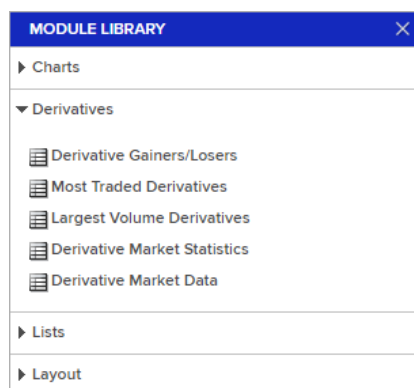 MODULE LIBRARY
Charts
Derivatives
Derivative Gainers/Losers
Most Traded Derivatives
Largest Volume Derivatives
Derivative Market Statistics
Derivative Market Data
Lists
Layout